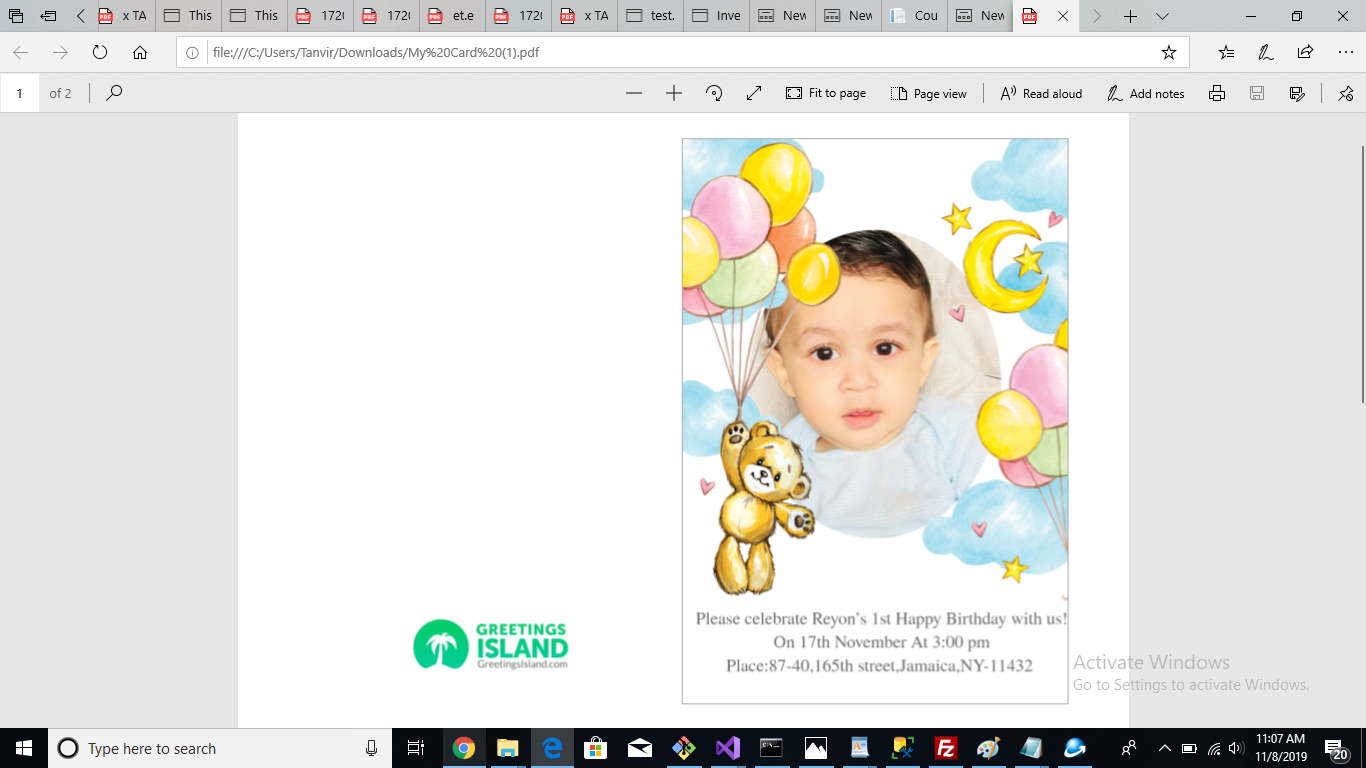 x TA
This
This
1720
1720
et.e
1720
x TA
test.
Inve
New
New
Cou
New
file:///C:/Users/Tanvir/Downloads/My%20Card%20(1).pdf
1 of 2
Fit to page
Page view
Read aloud
Add notes
Please celebrate Reyon's 1st Happy Birthday with us!
On 17th November At 3:00 pm
Place:87-40,165th street,Jamaica,NY-11432
GREETINGS
ISLAND
GreetingsIsland.com
Activate Windows
Go to Settings to activate Windows.
Type here to search
11:07 AM
11/8/2019
20